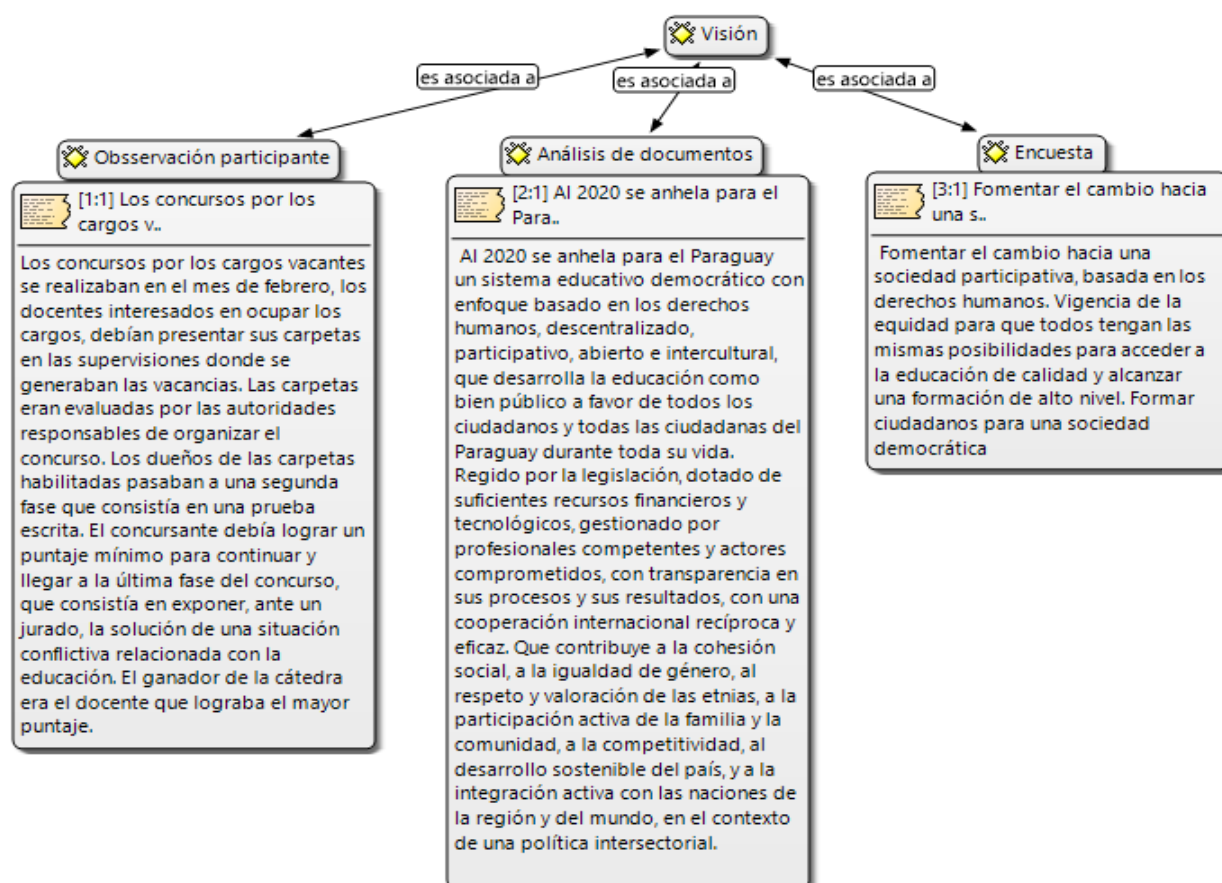 Visión
es asociada a
es asociada a
es asociada a
Obsservación participante
[1:1] Los concursos por los
cargos v..
Los concursos por los cargos vacantes
se realizaban en el mes de febrero, los
docentes interesados en ocupar los
cargos, debían presentar sus carpetas
en las supervisiones donde se
generaban las vacancias. Las carpetas
eran evaluadas por las autoridades
responsables de organizar el
concurso. Los dueños de las carpetas
habilitadas pasaban a una segunda
fase que consistía en una prueba
escrita. El concursante debía lograr un
puntaje mínimo para continuar y
llegar a la última fase del concurso,
que consistía en exponer, ante un
jurado, la solución de una situación
conflictiva relacionada con la
educación. El ganador de la cátedra
era el docente que lograba el mayor
puntaje.
Análisis de documentos
[2:1] Al 2020 se anhela para el
Para..
Al 2020 se anhela para el Paraguay
un sistema educativo democrático con
enfoque basado en los derechos
humanos, descentralizado,
participativo, abierto e intercultural,
que desarrolla la educación como
bien público a favor de todos los
ciudadanos y todas las ciudadanas del
Paraguay durante toda su vida.
Regido por la legislación, dotado de
suficientes recursos financieros y
tecnológicos, gestionado por
profesionales competentes y actores
comprometidos, con transparencia en
sus procesos y sus resultados, con una
cooperación internacional recíproca y
eficaz. Que contribuye a la cohesión
social, a la igualdad de género, al
respeto y valoración de las etnias, a la
participación activa de la familia y la
comunidad, a la competitividad, al
desarrollo sostenible del país, y a la
integración activa con las naciones de
la región y del mundo, en el contexto
de una política intersectorial.
Encuesta
[3:1] Fomentar el cambio hacia
una s..
Fomentar el cambio hacia una
sociedad participativa, basada en los
derechos humanos. Vigencia de la
equidad para que todos tengan las
mismas posibilidades para acceder a
la educación de calidad y alcanzar
una formación de alto nivel. Formar
ciudadanos para una sociedad
democrática